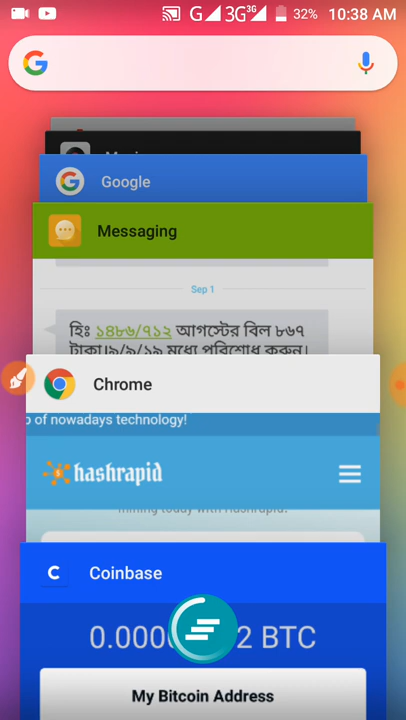 G 3G 3G 32% 10:38 AM
Google
Messaging
Sep 1
হিঃ ১৪৮৬/৭১২ আগস্টের বিল ৮৬৭
টাকা।৯/৯/১৯ মধ্যে পরিশোধ করুন।
Chrome
of nowadays technology!
hashrapid
mining today with Hashrapid.
Coinbase
BTC
My Bitcoin Address